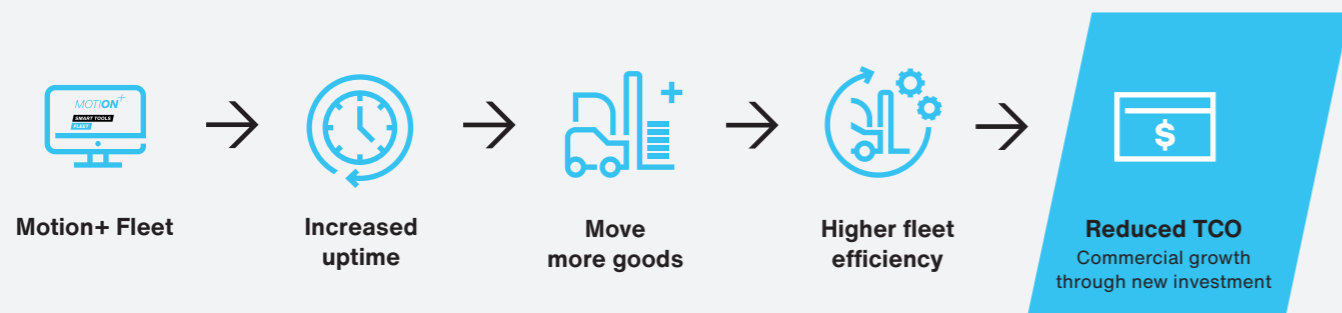 MOTION+
SMART TOOLS
FLEET
Motion+ Fleet
Increased
uptime
Move
more goods
+
Higher fleet
efficiency
$
Reduced TCO
Commercial growth
through new investment